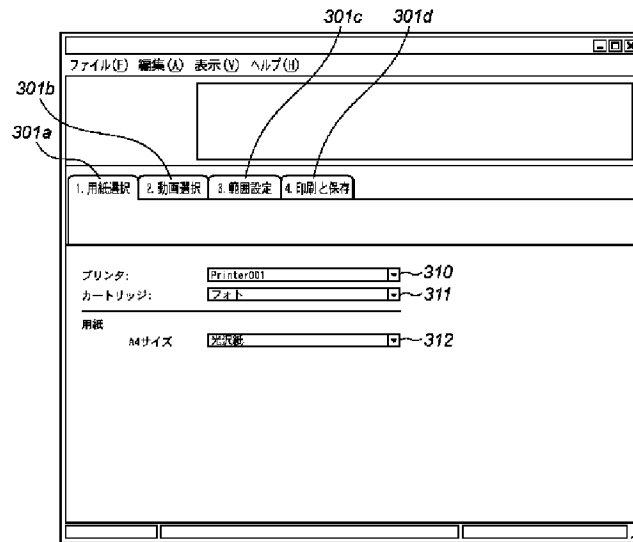 301c 301d
ファイル(F) 編集(A) 表示(V) ヘルプ(H)
301b
301a
1. 用紙選択 2. 動画選択 3. 範囲設定 4. 印刷と保存
プリンタ: Printer001 310
カートリッジ: フォト 311
用紙
A4サイズ 光沢紙 312